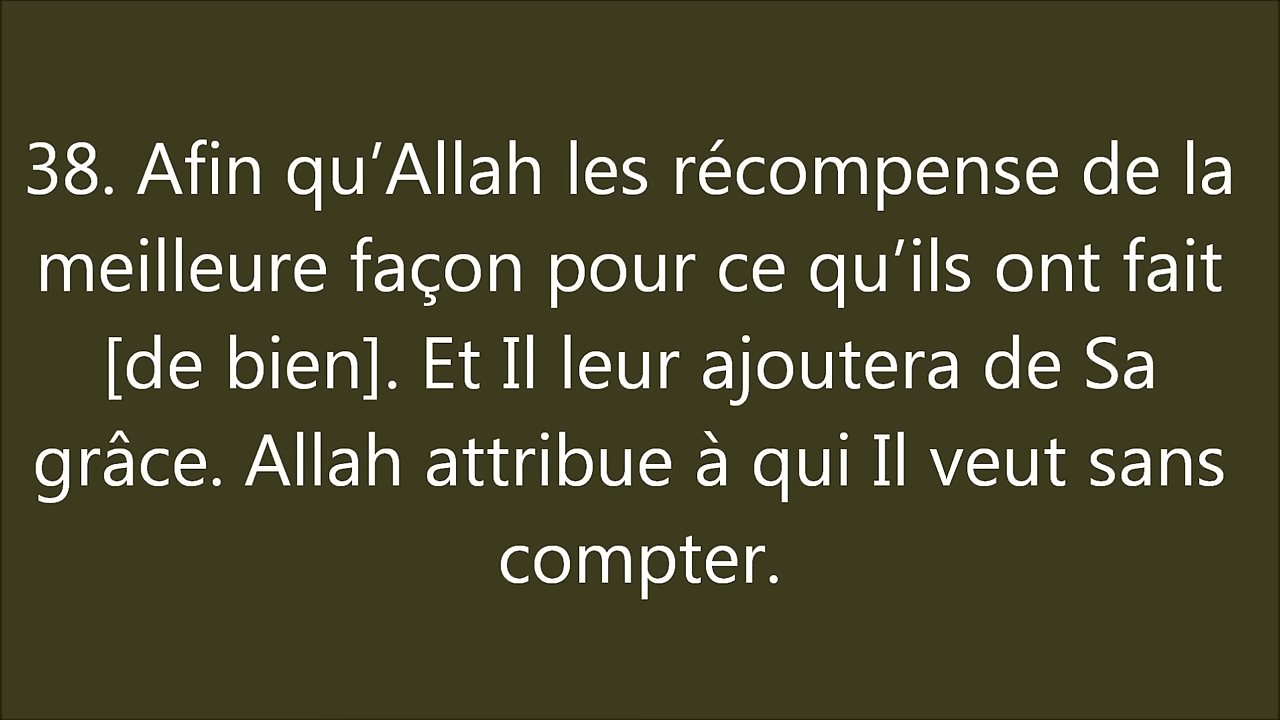 38. Afin qu’Allah les récompense de la
meilleure façon pour ce qu’ils ont fait
[de bien]. Et Il leur ajoutera de Sa
grâce. Allah attribue à qui Il veut sans
compter.